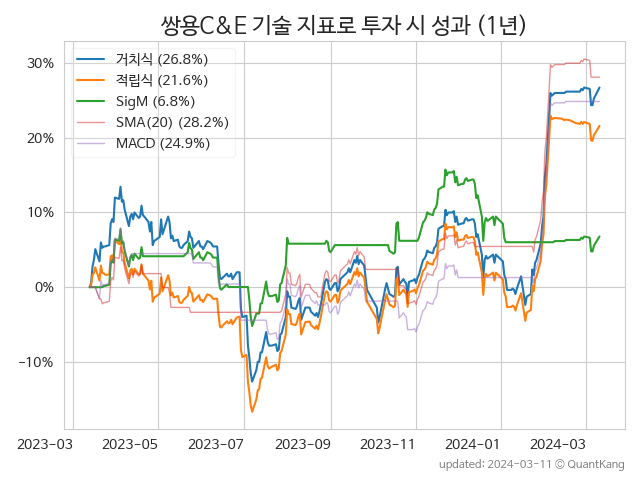 쌍용C&E 기술 지표로 투자 시 성과 (1년)
거치식 (26.8%)
적립식 (21.6%)
SigM (6.8%)
SMA(20) (28.2%)
MACD (24.9%)
30%
20%
10%
0%
−10%
2023-03 2023-05 2023-07 2023-09 2023-11 2024-01 2024-03
updated: 2024-03-11 ⓒ QuantKang